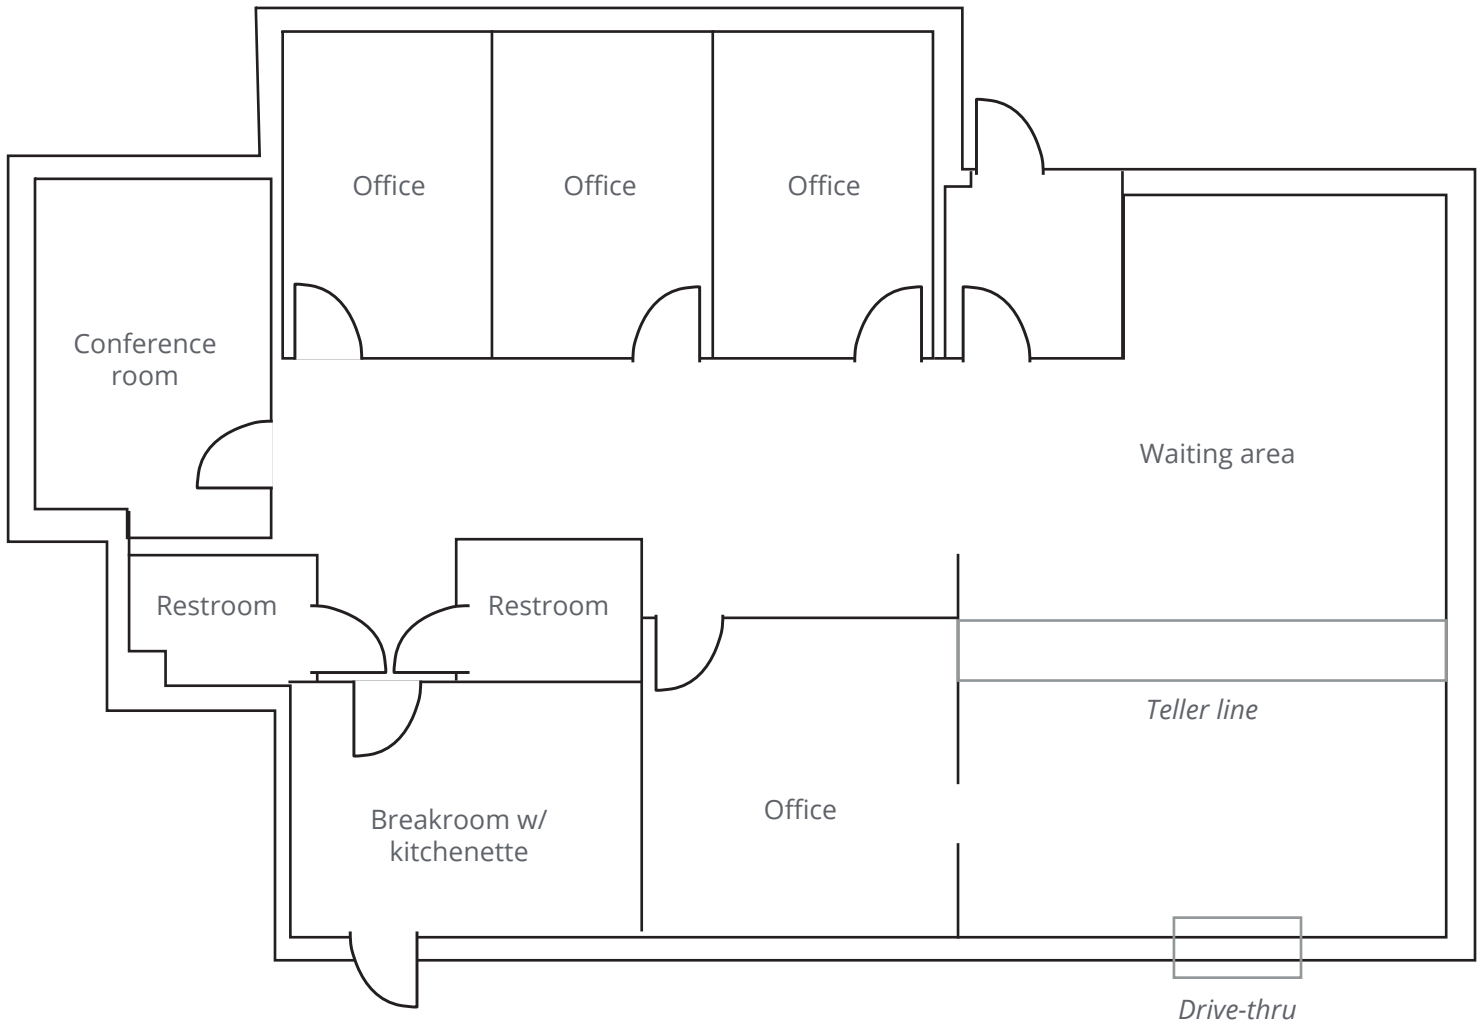 Office
Office
Office
Conference
room
Waiting area
Restroom
Restroom
Teller line
Office
Breakroom w/
kitchenette
Drive-thru